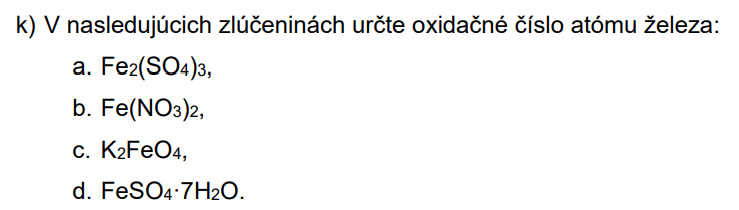 k) V nasledujúcich zlúčeninách určte oxidačné číslo atómu železa:
a. Fe2(SO4)3,
b. Fe(NO3)2,
c. K2FeO4,
d. FeSO4·7H2O.